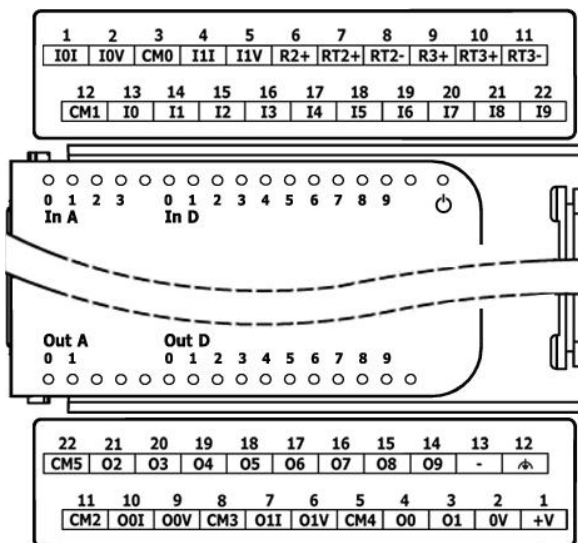 1 2 3 4 5 6 7 8 9 10 11
I0I I0V CM0 I1I I1V R2+ RT2+ RT2- R3+ RT3+ RT3-
12 13 14 15 16 17 18 19 20 21 22
CM1 I0 I1 I2 I3 I4 I5 I6 I7 I8 I9
0 1 2 3 0 1 2 3 4 5 6 7 8 9
In A In D
Out A Out D
0 1 0 1 2 3 4 5 6 7 8 9
22 21 20 19 18 17 16 15 14 13 12
CM5 O2 O3 O4 O5 O6 O7 O8 O9 -
11 10 9 8 7 6 5 4 3 2 1
CM2 O0I O0V CM3 O1I O1V CM4 O0 O1 0V +V